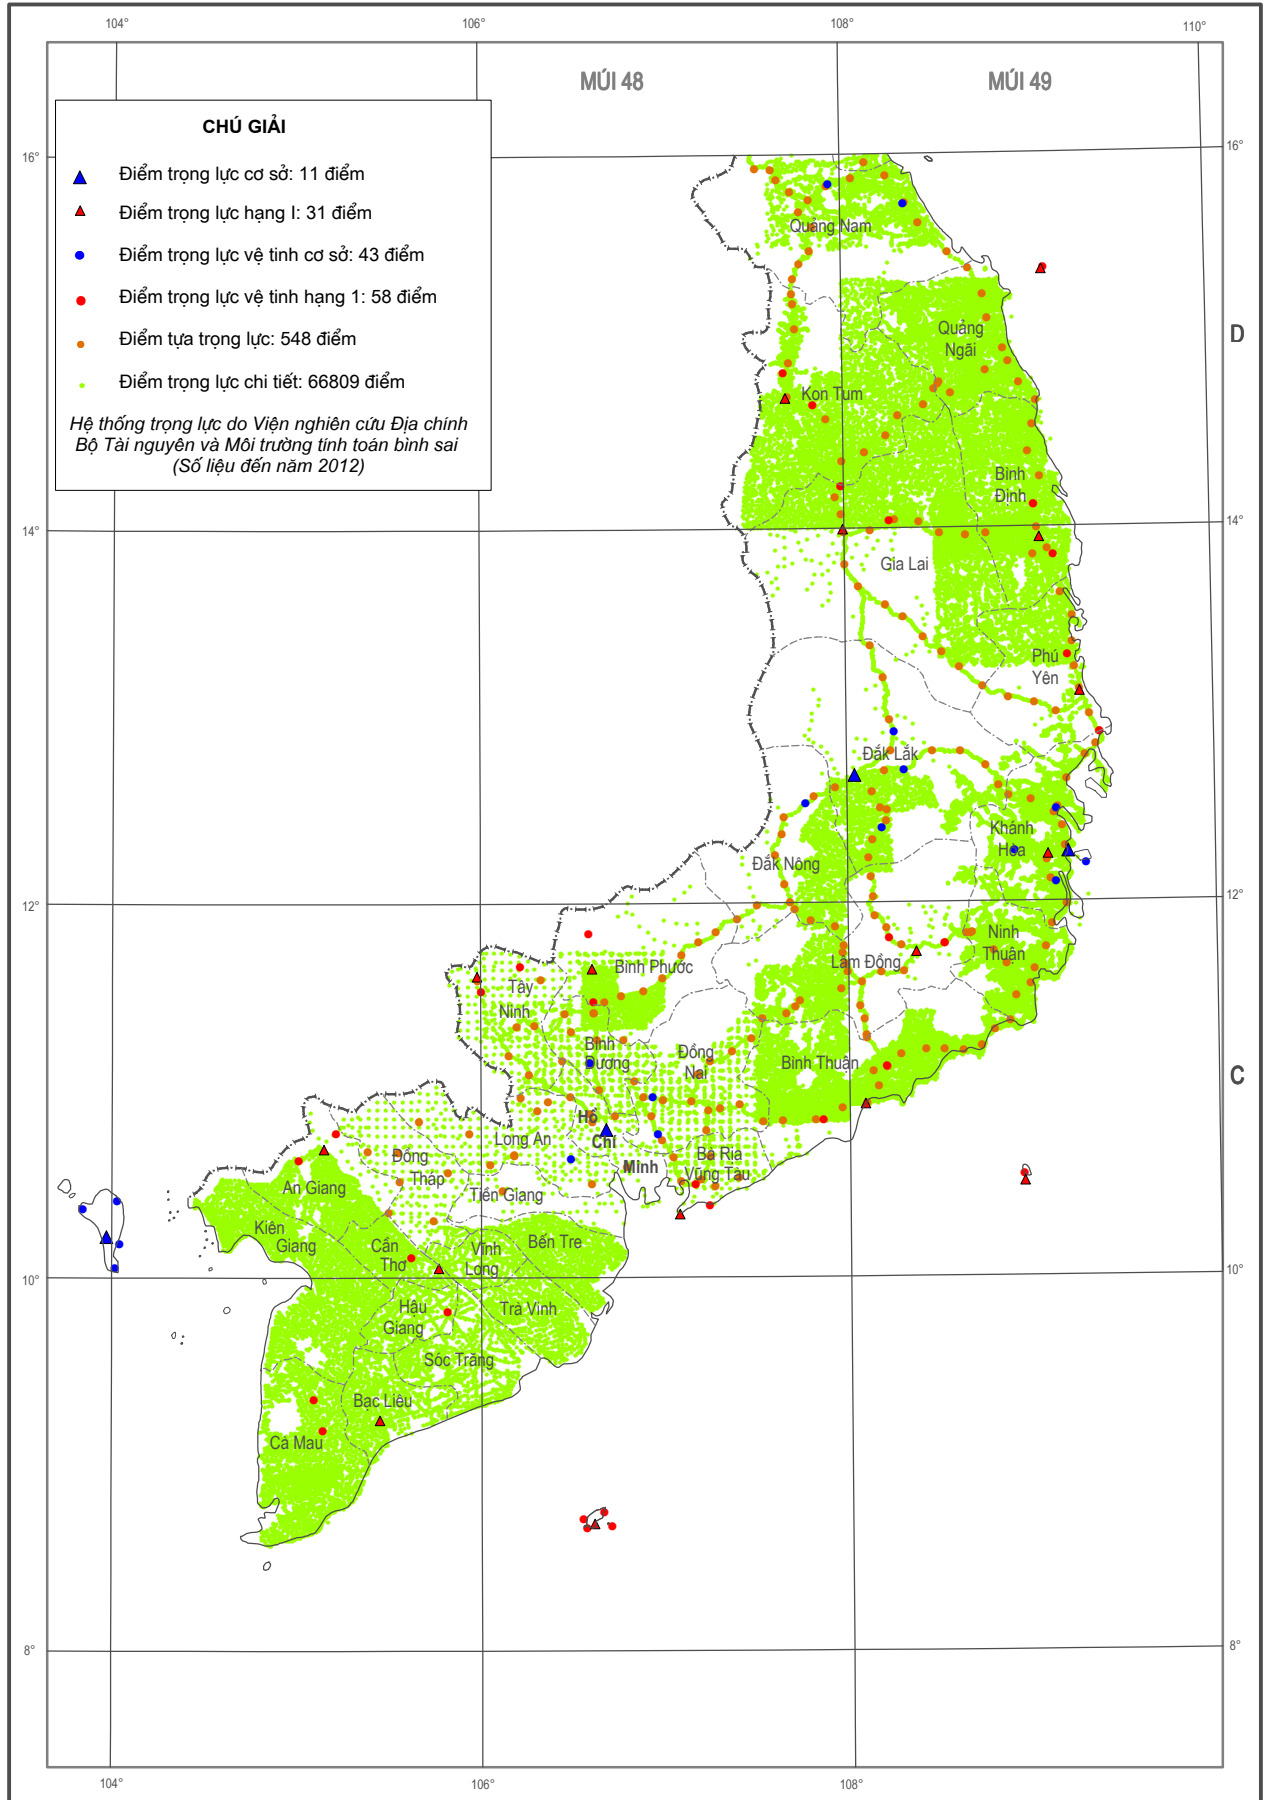 104°
106°
108°
110°
MÚI 48
MÚI 49
CHÚ GIẢI
Điểm trọng lực cơ sở: 11 điểm
Điểm trọng lực hạng I: 31 điểm
Điểm trọng lực vệ tinh cơ sở: 43 điểm
Điểm trọng lực vệ tinh hạng 1: 58 điểm
Điểm tựa trọng lực: 548 điểm
Điểm trọng lực chi tiết: 66809 điểm
Hệ thống trọng lực do Viện nghiên cứu Địa chính
Bộ Tài nguyên và Môi trường tính toán bình sai
(Số liệu đến năm 2012)
16°
16°
Quảng Nam
Quảng
Ngãi
D
Kon Tum
Bình
Định
14°
14°
Gia Lai
Phú
Yên
Đắk Lắk
Khánh
Hòa
Đắk Nông
12°
12°
Ninh
Thuận
Lâm Đồng
Bình Phước
Tây
Ninh
Bình
Dương
Đồng
Nai
Bình Thuận
C
Hồ
Chí
Minh
Long An
Bà Rịa
Vũng Tàu
Đồng
Tháp
An Giang
Tiền Giang
Kiên
Giang
Cần
Thơ
Vĩnh
Long
Bến Tre
10°
10°
Hậu
Giang
Trà Vinh
Sóc Trăng
Bạc Liêu
Cà Mau
8°
8°
104°
106°
108°